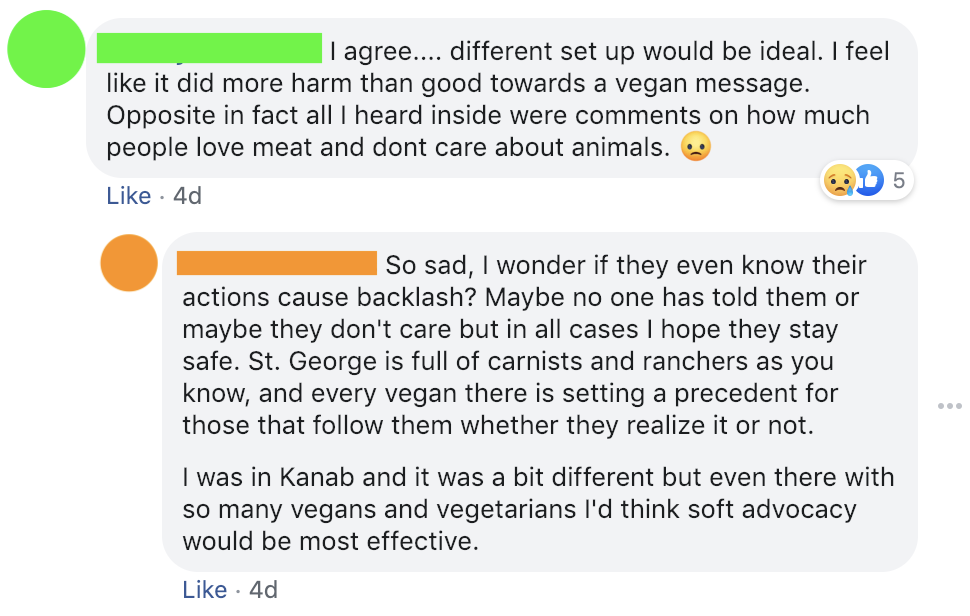 I agree.... different set up would be ideal. I feel
like it did more harm than good towards a vegan message.
Opposite in fact all I heard inside were comments on how much
people love meat and dont care about animals. 😞
5
Like · 4d
So sad, I wonder if they even know their
actions cause backlash? Maybe no one has told them or
maybe they don't care but in all cases I hope they stay
safe. St. George is full of carnists and ranchers as you
know, and every vegan there is setting a precedent for
those that follow them whether they realize it or not.
I was in Kanab and it was a bit different but even there with
so many vegans and vegetarians I'd think soft advocacy
would be most effective.
Like · 4d